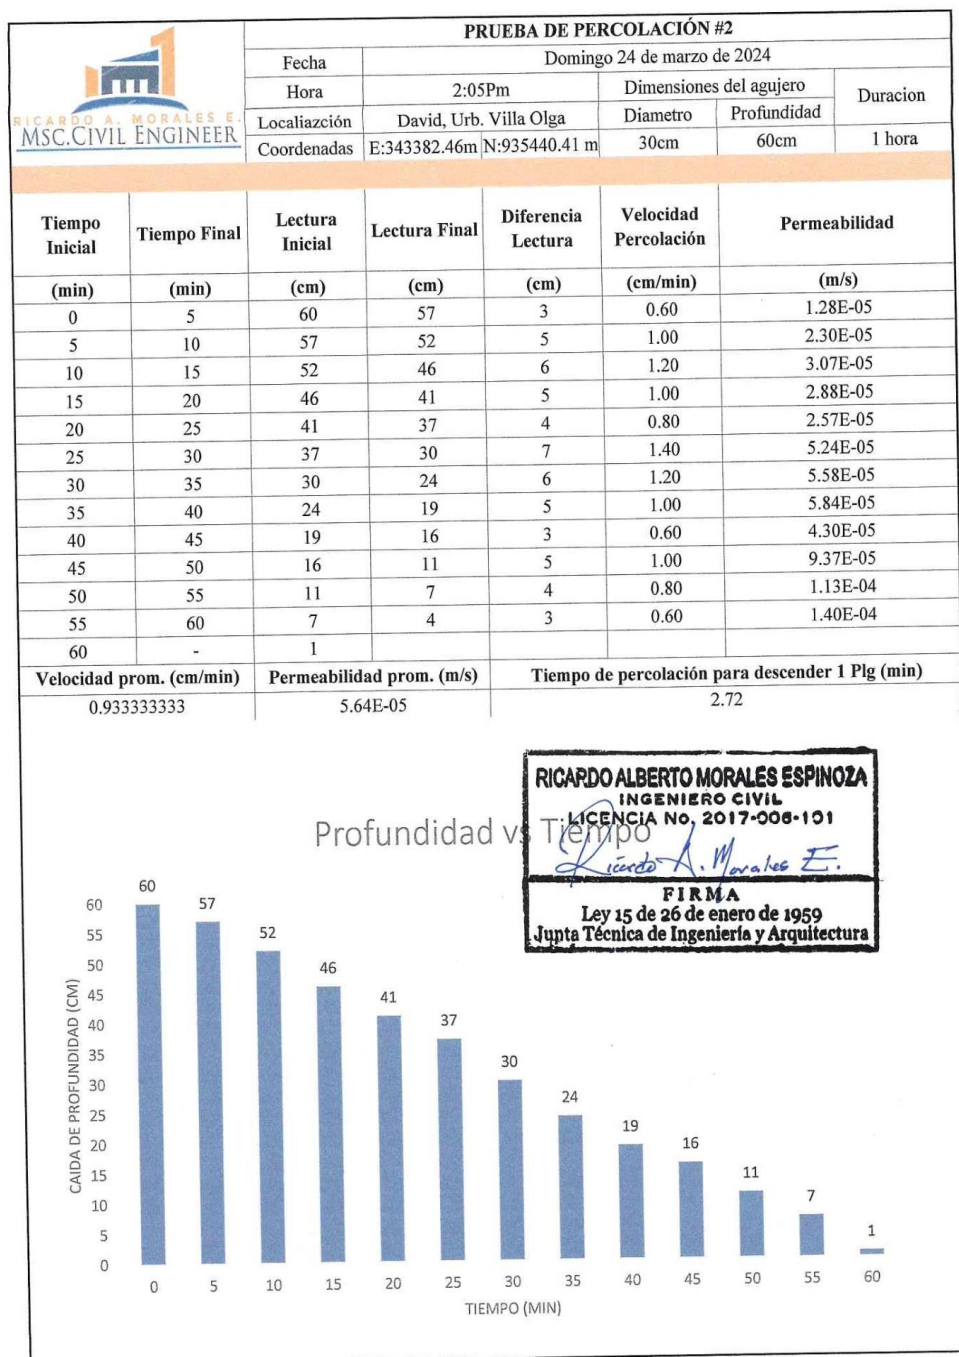 RICARDO A. MORALES E.
MSC.CIVIL ENGINEER
PRUEBA DE PERCOLACIÓN #2
Fecha Domingo 24 de marzo de 2024
Hora 2:05Pm Dimensiones del agujero Duracion
Localiazción David, Urb. Villa Olga Diametro Profundidad
Coordenadas E:343382.46m N:935440.41 m 30cm 60cm 1 hora
Tiempo Inicial Tiempo Final Lectura Inicial Lectura Final Diferencia Lectura Velocidad Percolación Permeabilidad
(min) (min) (cm) (cm) (cm) (cm/min) (m/s)
0 5 60 57 3 0.60 1.28E-05
5 10 57 52 5 1.00 2.30E-05
10 15 52 46 6 1.20 3.07E-05
15 20 46 41 5 1.00 2.88E-05
20 25 41 37 4 0.80 2.57E-05
25 30 37 30 7 1.40 5.24E-05
30 35 30 24 6 1.20 5.58E-05
35 40 24 19 5 1.00 5.84E-05
40 45 19 16 3 0.60 4.30E-05
45 50 16 11 5 1.00 9.37E-05
50 55 11 7 4 0.80 1.13E-04
55 60 7 4 3 0.60 1.40E-04
60 - 1
Velocidad prom. (cm/min) Permeabilidad prom. (m/s) Tiempo de percolación para descender 1 Plg (min)
0.933333333 5.64E-05 2.72
RICARDO ALBERTO MORALES ESPINOZA
INGENIERO CIVIL
LICENCIA No. 2017-006-101
Ricardo A. Morales E.
FIRMA
Ley 15 de 26 de enero de 1959
Junta Técnica de Ingeniería y Arquitectura
Profundidad vs Tiempo
CAIDA DE PROFUNDIDAD (CM)
60
55
50
45
40
35
30
25
20
15
10
5
0
60 57 52 46 41 37 30 24 19 16 11 7 1
0 5 10 15 20 25 30 35 40 45 50 55 60
TIEMPO (MIN)